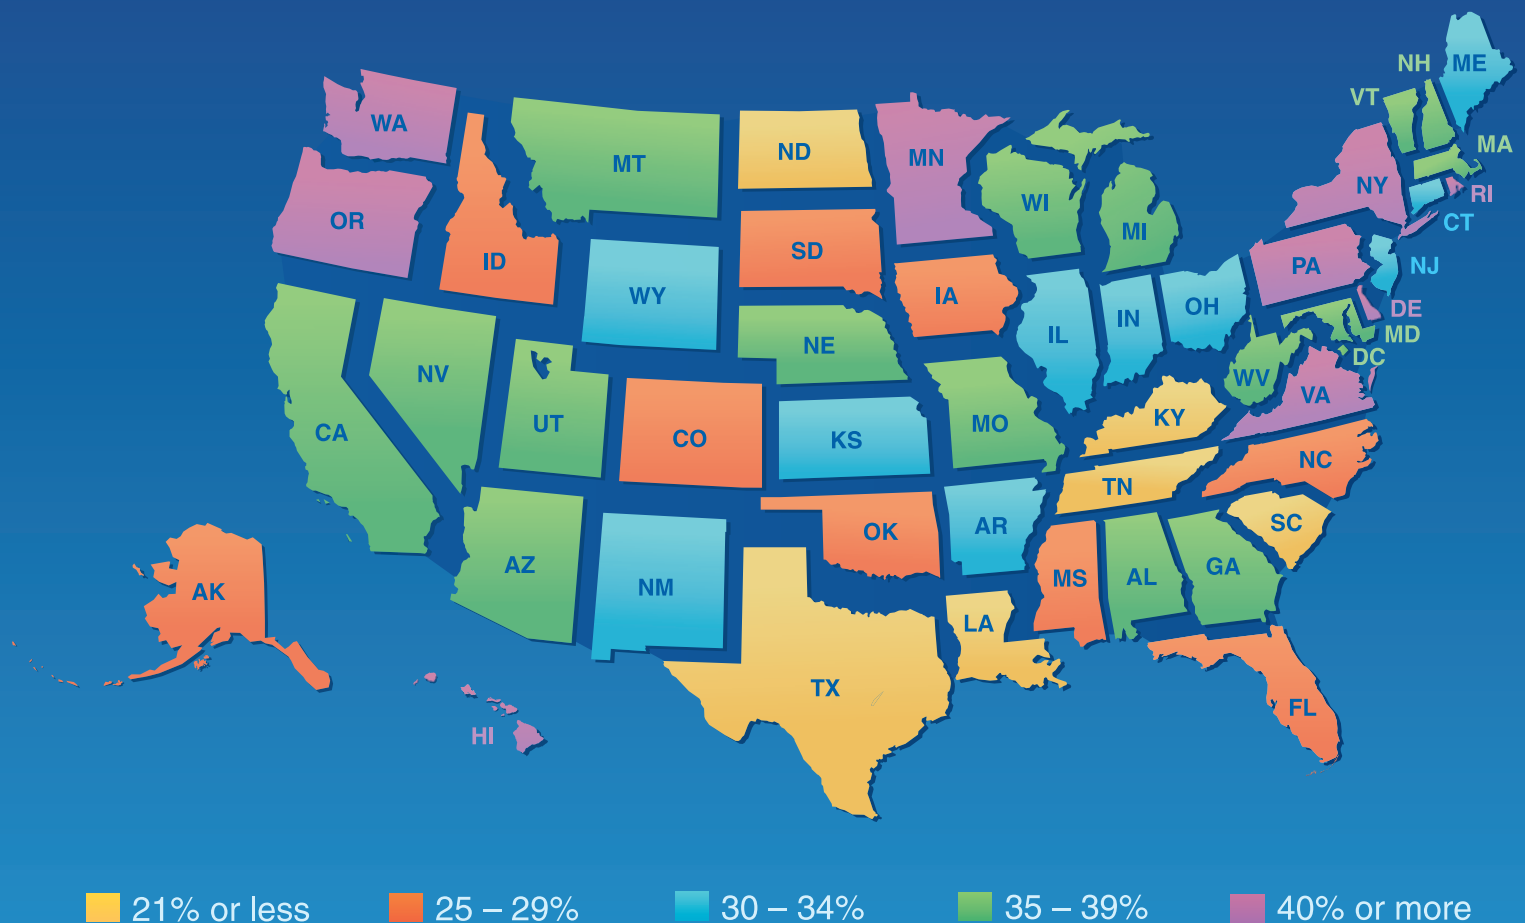 NH ME
VT
WA
MA
ND
MN
MT
NY
RI
WI
OR
CT
MI
SD
ID
PA
NJ
WY
IA
OH
DE
IN
MD
IL
NE
DC
NV
WV
VA
KY
UT
MO
CA
CO
KS
NC
TN
SC
AR
OK
AZ
GA
MS
AL
NM
AK
LA
TX
FL
HI
21% or less
25 – 29%
30 – 34%
35 – 39%
40% or more